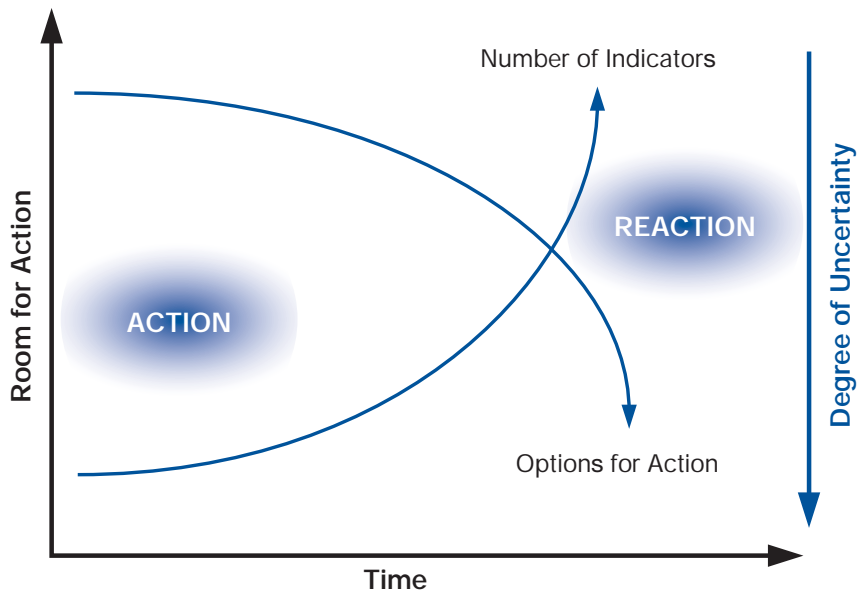 Number of Indicators
Room for Action
ACTION
REACTION
Degree of Uncertainty
Options for Action
Time